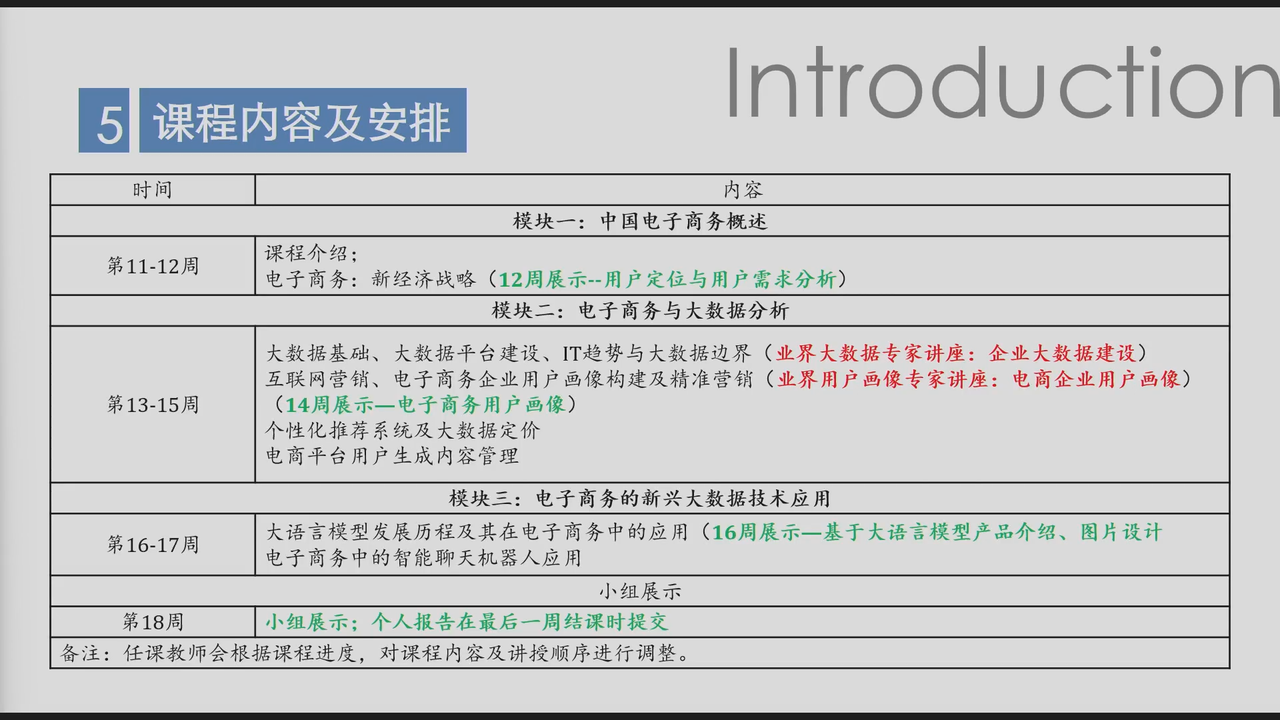 Introduction
5 课程内容及安排
时间 内容
模块一：中国电子商务概述
第11-12周
课程介绍；
电子商务：新经济战略（12周展示--用户定位与用户需求分析）
模块二：电子商务与大数据分析
第13-15周
大数据基础、大数据平台建设、IT趋势与大数据边界（业界大数据专家讲座：企业大数据建设）
互联网营销、电子商务企业用户画像构建及精准营销（业界用户画像专家讲座：电商企业用户画像）
（14周展示—电子商务用户画像）
个性化推荐系统及大数据定价
电商平台用户生成内容管理
模块三：电子商务的新兴大数据技术应用
第16-17周
大语言模型发展历程及其在电子商务中的应用（16周展示—基于大语言模型产品介绍、图片设计
电子商务中的智能聊天机器人应用
小组展示
第18周 小组展示；个人报告在最后一周结课时提交
备注：任课教师会根据课程进度，对课程内容及讲授顺序进行调整。